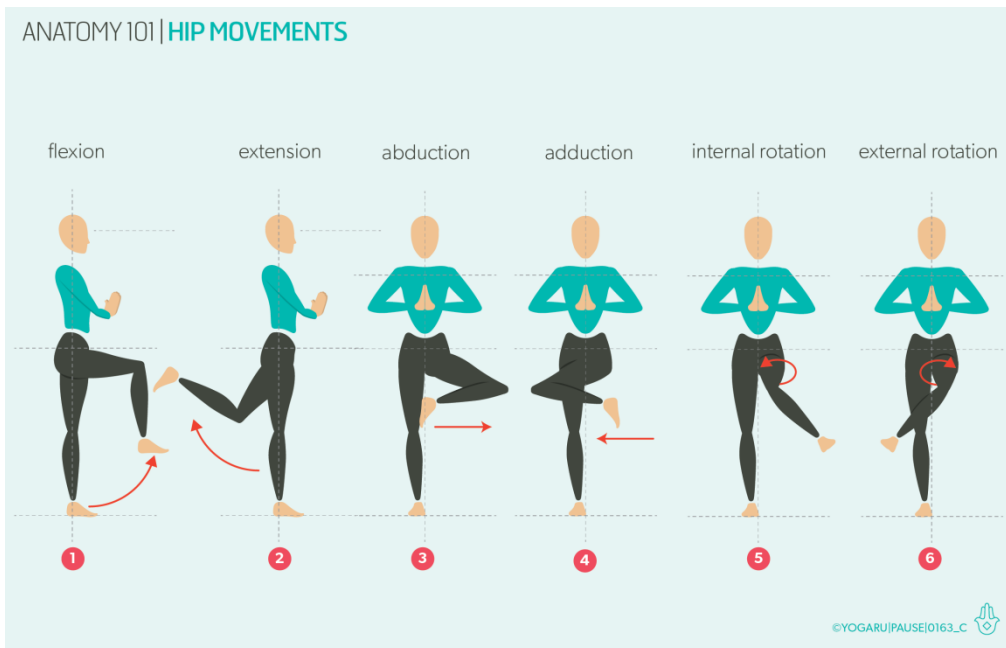 ANATOMY 101 | HIP MOVEMENTS
flexion
extension
abduction
adduction
internal rotation
external rotation
1
2
3
4
5
6
©YOGARU|PAUSE|0163_C